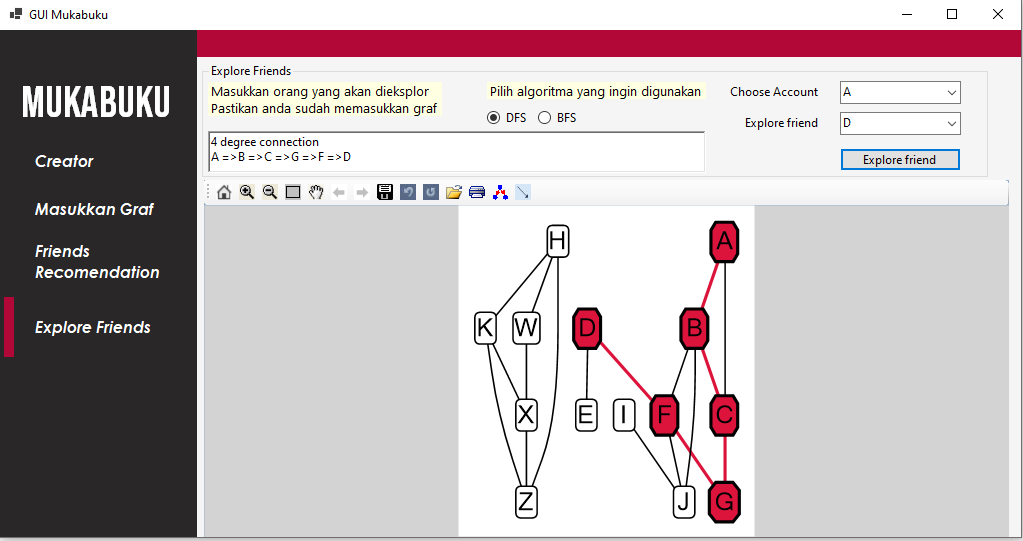 GUI Mukabuku
MUKABUKU
Creator
Masukkan Graf
Friends
Recomendation
Explore Friends
Explore Friends
Masukkan orang yang akan dieksplor
Pastikan anda sudah memasukkan graf
Pilih algoritma yang ingin digunakan
DFS
BFS
Choose Account
A
Explore friend
D
Explore friend
4 degree connection
A =>B =>C =>G =>F =>D
H
A
K
W
D
B
X
E
I
F
C
Z
J
G